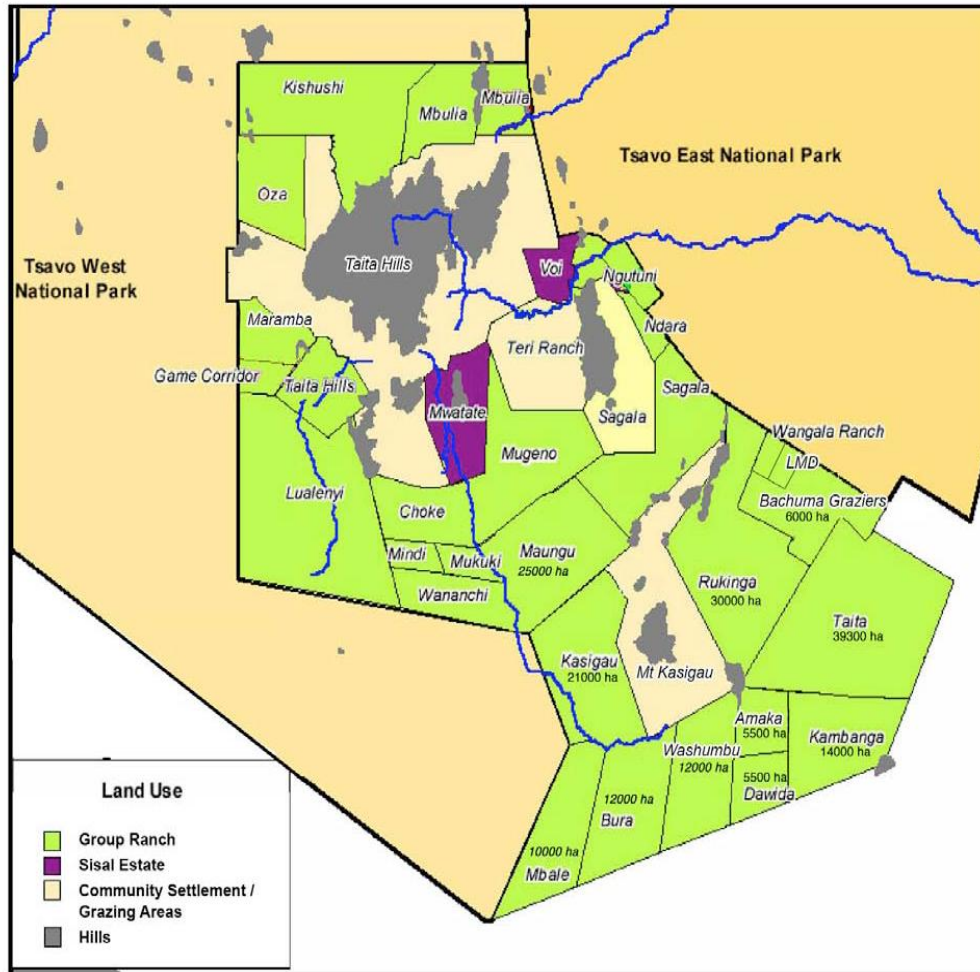 Kishushi
Mbulia
Mbulia
Tsavo East National Park
Oza
Taita Hills
Voi
Ngutuni
Tsavo West
National Park
Maramba
Ndara
Teri Ranch
Game Corridor
Taita Hills
Sagala
Mwatate
Sagala
Wangala Ranch
Mugeno
LMD
Lualenyi
Bachuma Graziers
6000 ha
Choke
Mindi
Mukuki
Maungu
25000 ha
Rukinga
30000 ha
Wananchi
Taita
39300 ha
Kasigau
21000 ha
Mt Kasigau
Amaka
5500 ha
Kambanga
14000 ha
Washumbu
12000 ha
5500 ha
Dawida
12000 ha
Bura
10000 ha
Mbale
Land Use
Group Ranch
Sisal Estate
Community Settlement /
Grazing Areas
Hills